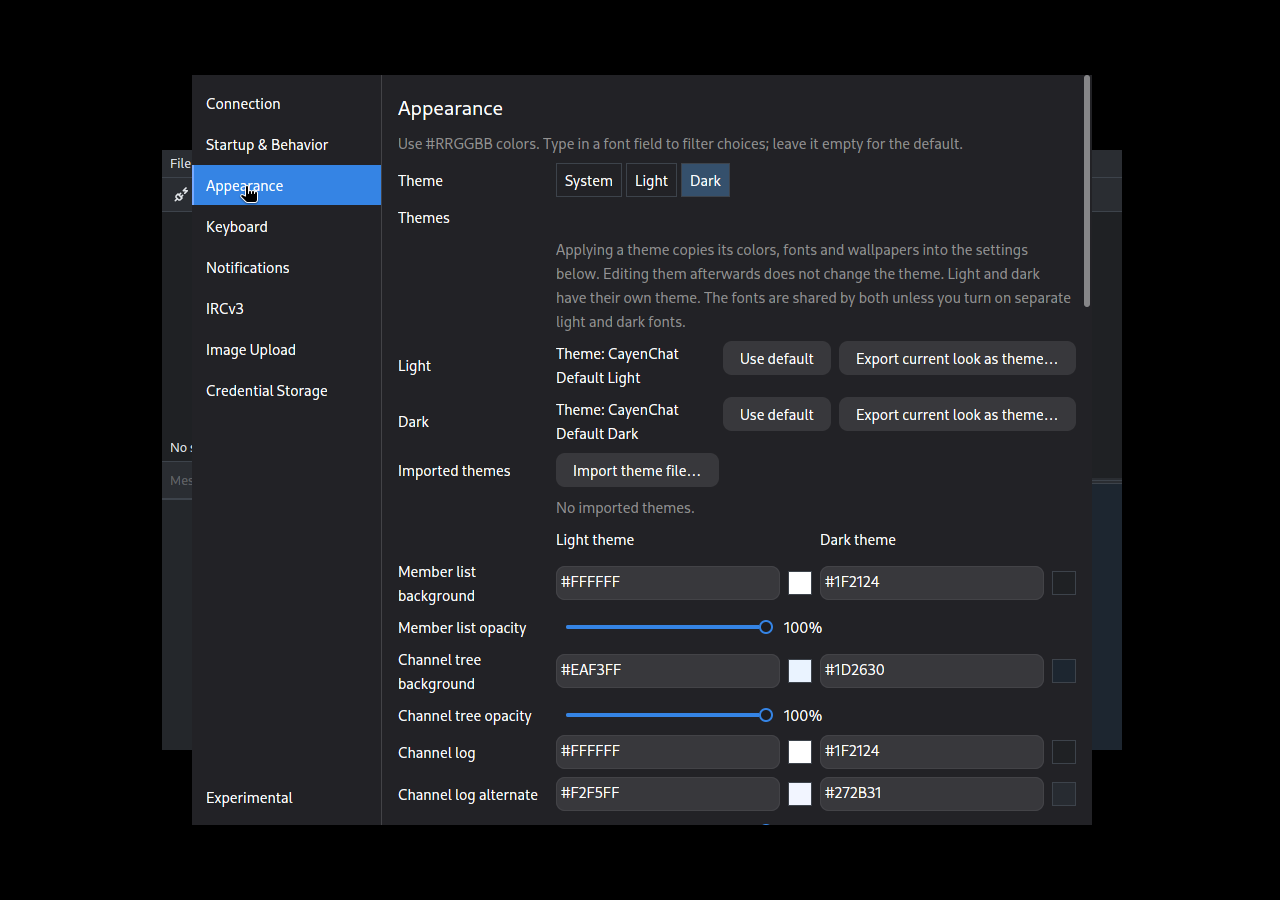 Connection
Startup & Behavior
Appearance
Keyboard
Notifications
IRCv3
Image Upload
Credential Storage
Experimental
File
No
Mes
Appearance
Use #RRGGBB colors. Type in a font field to filter choices; leave it empty for the default.
Theme System Light Dark
Themes
Applying a theme copies its colors, fonts and wallpapers into the settings
below. Editing them afterwards does not change the theme. Light and dark
have their own theme. The fonts are shared by both unless you turn on separate
light and dark fonts.
Light Theme: CayenChat Default Light Use default Export current look as theme...
Dark Theme: CayenChat Default Dark Use default Export current look as theme...
Imported themes Import theme file...
No imported themes.
Light theme Dark theme
Member list background #FFFFFF #1F2124
Member list opacity 100%
Channel tree background #EAF3FF #1D2630
Channel tree opacity 100%
Channel log #FFFFFF #1F2124
Channel log alternate #F2F5FF #272B31